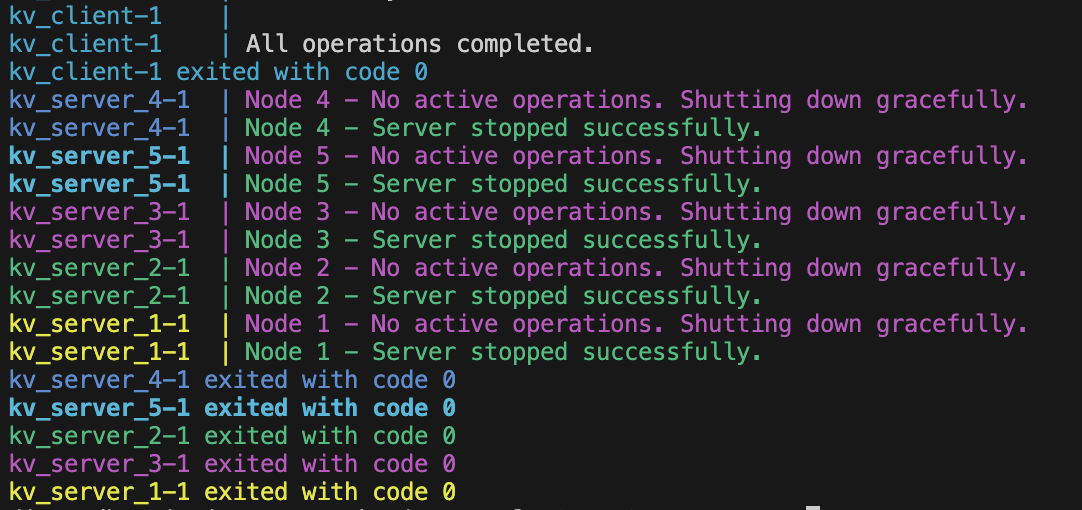 kv_client-1    |
kv_client-1    | All operations completed.
kv_client-1 exited with code 0
kv_server_4-1  | Node 4 – No active operations. Shutting down gracefully.
kv_server_4-1  | Node 4 – Server stopped successfully.
kv_server_5-1  | Node 5 – No active operations. Shutting down gracefully.
kv_server_5-1  | Node 5 – Server stopped successfully.
kv_server_3-1  | Node 3 – No active operations. Shutting down gracefully.
kv_server_3-1  | Node 3 – Server stopped successfully.
kv_server_2-1  | Node 2 – No active operations. Shutting down gracefully.
kv_server_2-1  | Node 2 – Server stopped successfully.
kv_server_1-1  | Node 1 – No active operations. Shutting down gracefully.
kv_server_1-1  | Node 1 – Server stopped successfully.
kv_server_4-1 exited with code 0
kv_server_5-1 exited with code 0
kv_server_2-1 exited with code 0
kv_server_3-1 exited with code 0
kv_server_1-1 exited with code 0